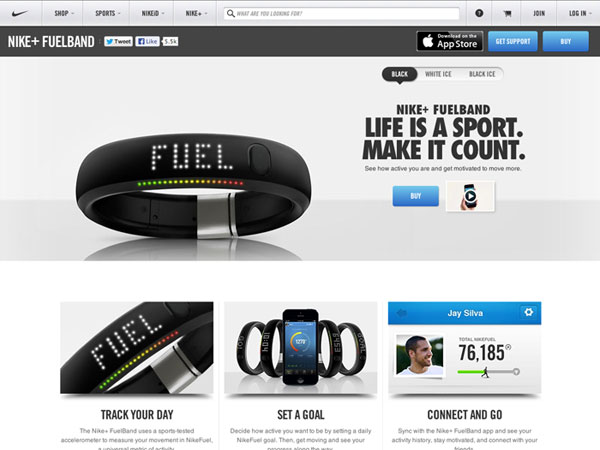 SHOP SPORTS NIKEiD NIKE+ WHAT ARE YOU LOOKING FOR? ? JOIN LOG IN
NIKE+ FUELBAND Tweet Like 5.5k Download on the App Store GET SUPPORT BUY
BLACK WHITE ICE BLACK ICE
NIKE+ FUELBAND
LIFE IS A SPORT.
MAKE IT COUNT.
See how active you are and get motivated to move more.
BUY
FUEL
FUEL
Jay Silva
TOTAL NIKEFUEL
76,185
TRACK YOUR DAY
The Nike+ FuelBand uses a sports-tested
accelerometer to measure your movement in NikeFuel,
a universal metric of activity.
SET A GOAL
Decide how active you want to be by setting a daily
NikeFuel goal. Then, get moving and see your
progress along the way.
CONNECT AND GO
Sync with the Nike+ FuelBand app and see your
activity history, stay motivated, and connect with your
friends.